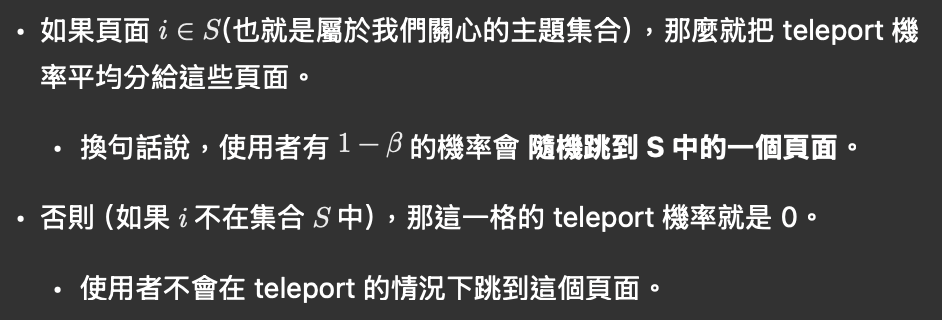 • 如果頁面 i ∈ S(也就是屬於我們關心的主題集合)，那麼就把 teleport 機
率平均分給這些頁面。
• 換句話說，使用者有 1 − β 的機率會 隨機跳到 S 中的一個頁面。
• 否則 (如果 i 不在集合 S 中)，那這一格的 teleport 機率就是 0。
• 使用者不會在 teleport 的情況下跳到這個頁面。